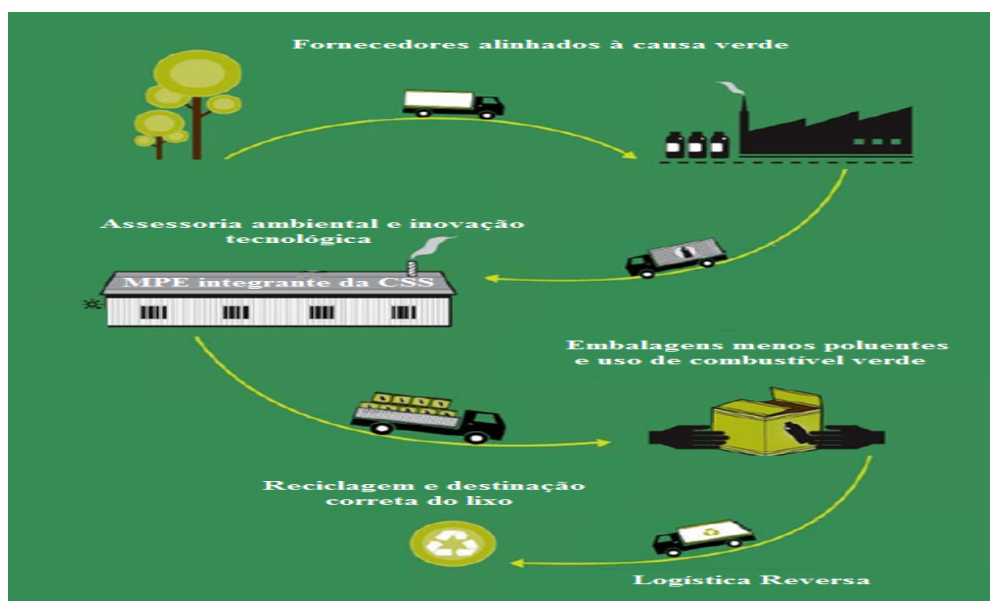 Fornecedores alinhados à causa verde
Assessoria ambiental e inovação
tecnológica
MPE integrante da CSS
Embalagens menos poluentes
e uso de combustível verde
Reciclagem e destinação
correta do lixo
Logística Reversa